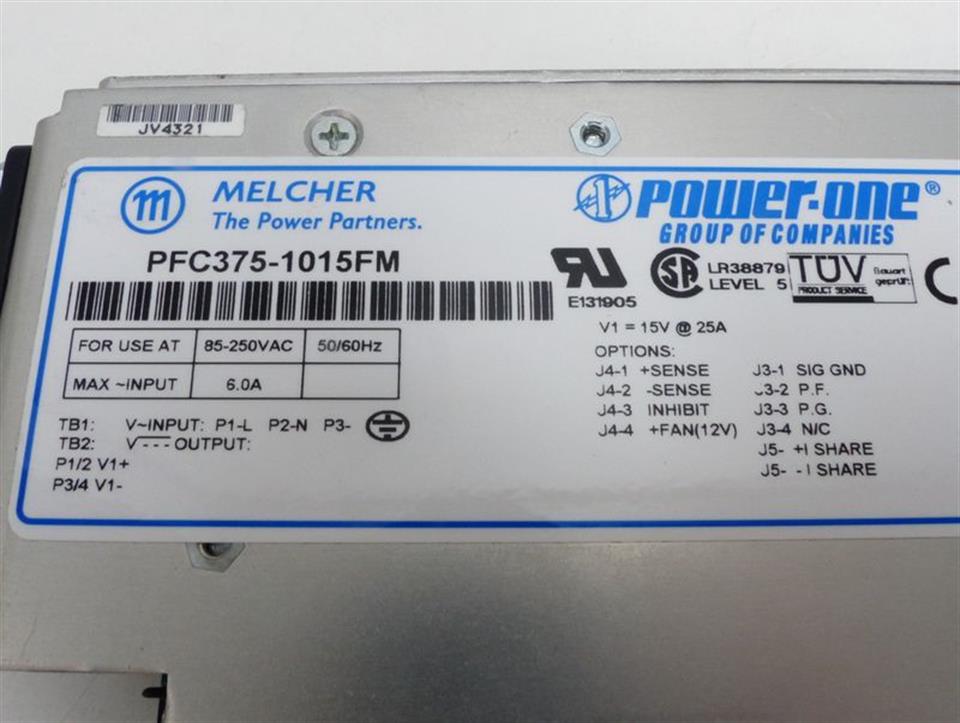 JV4321
m MELCHER
The Power Partners.
POWER-ONE®
GROUP OF COMPANIES
PFC375-1015FM
E131905
SA
LR38879
LEVEL 5
TÜV
PRODUCT SERVICE
Bauart
geprüft
FOR USE AT 85-250VAC 50/60Hz
MAX ~INPUT 6.0A
TB1: V~INPUT: P1-L P2-N P3-
TB2: V--- OUTPUT:
P1/2 V1+
P3/4 V1-
V1 = 15V @ 25A
OPTIONS:
J4-1 +SENSE
J4-2 -SENSE
J4-3 INHIBIT
J4-4 +FAN(12V)
J3-1 SIG GND
J3-2 P.F.
J3-3 P.G.
J3-4 N/C
J5- +I SHARE
J5- -I SHARE